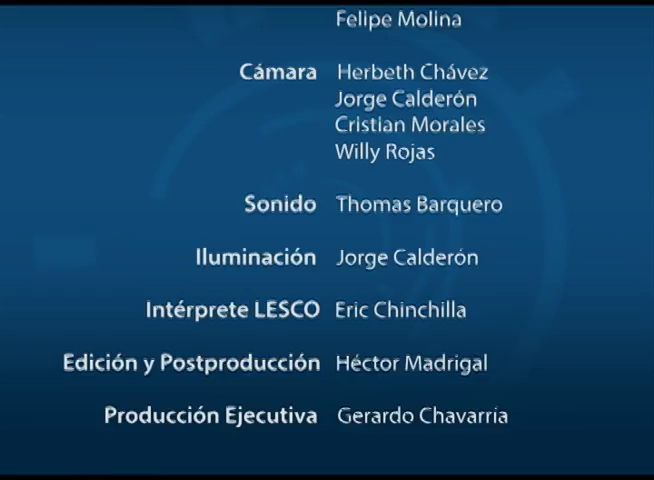 Felipe Molina
Cámara Herbeth Chávez
Jorge Calderón
Cristian Morales
Willy Rojas
Sonido Thomas Barquero
Iluminación Jorge Calderón
Intérprete LESCO Eric Chinchilla
Edición y Postproducción Héctor Madrigal
Producción Ejecutiva Gerardo Chavarría